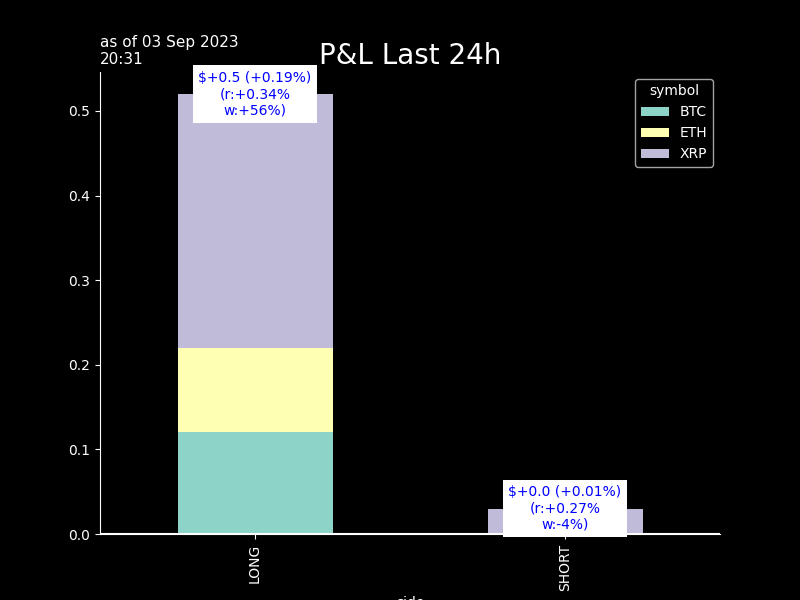 as of 03 Sep 2023
20:31
P&L Last 24h
$+0.5 (+0.19%)
(r:+0.34%
w:+56%)
symbol
BTC
ETH
XRP
0.5
0.4
0.3
0.2
0.1
0.0
$+0.0 (+0.01%)
(r:+0.27%
w:-4%)
LONG
SHORT
side